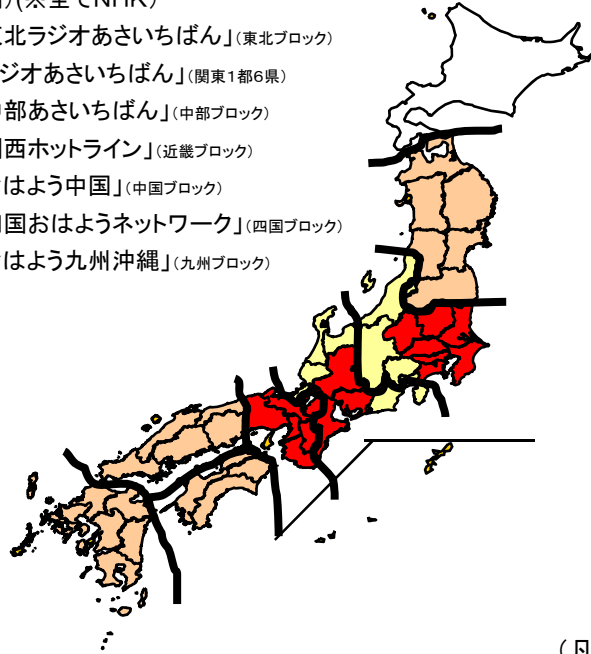 (※全てNHK)
北ラジオあさいちばん」(東北ブロック)
ジオあさいちばん」(関東1都6県)
部あさいちばん」(中部ブロック)
西ホットライン」(近畿ブロック)
はよう中国」(中国ブロック)
国おはようネットワーク」(四国ブロック)
はよう九州沖縄」(九州ブロック)